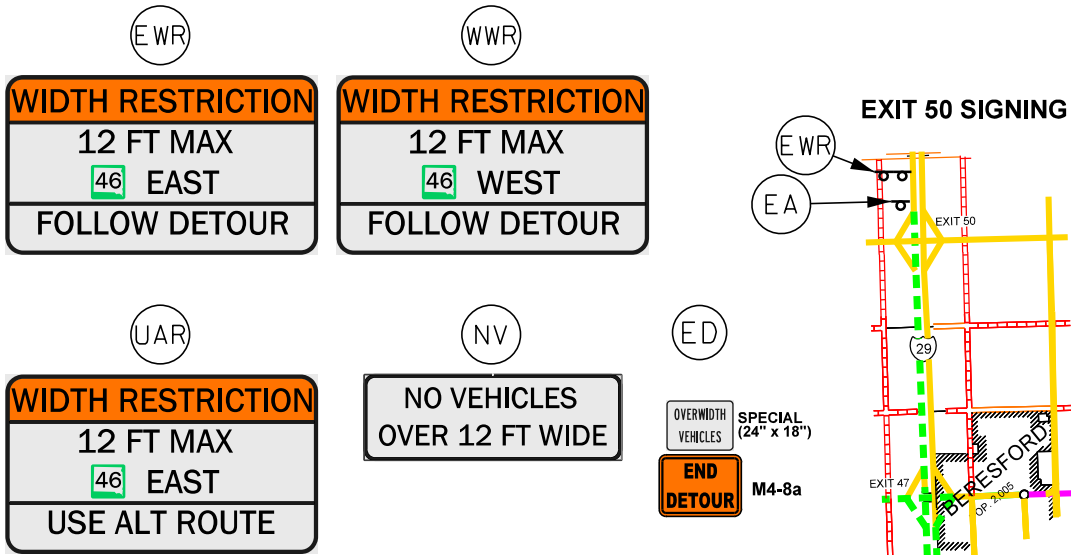 EWR
WIDTH RESTRICTION
12 FT MAX
46 EAST
FOLLOW DETOUR
WWR
WIDTH RESTRICTION
12 FT MAX
46 WEST
FOLLOW DETOUR
UAR
WIDTH RESTRICTION
12 FT MAX
46 EAST
USE ALT ROUTE
NV
NO VEHICLES
OVER 12 FT WIDE
ED
OVERWIDTH
VEHICLES
SPECIAL
(24" x 18")
END
DETOUR
M4-8a
EXIT 50 SIGNING
EWR
EA
EXIT 50
29
EXIT 47
BERESFORD
OP. 2,005